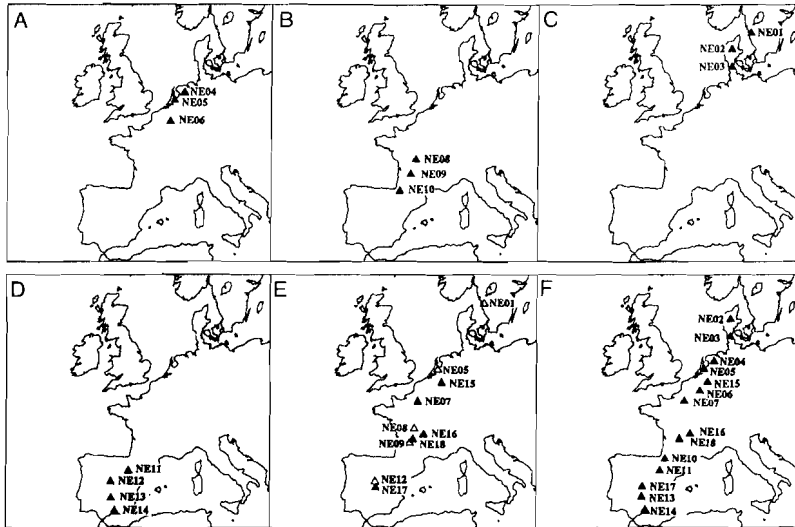 A
NE04
NE05
NE06
B
NE08
NE09
NE10
C
NE01
NE02
NE03
D
NE11
NE12
NE13
NE14
E
NE01
NE05
NE15
NE07
NE08
NE16
NE09
NE18
NE12
NE17
F
NE02
NE03
NE04
NE05
NE15
NE06
NE07
NE16
NE18
NE10
NE11
NE17
NE13
NE14